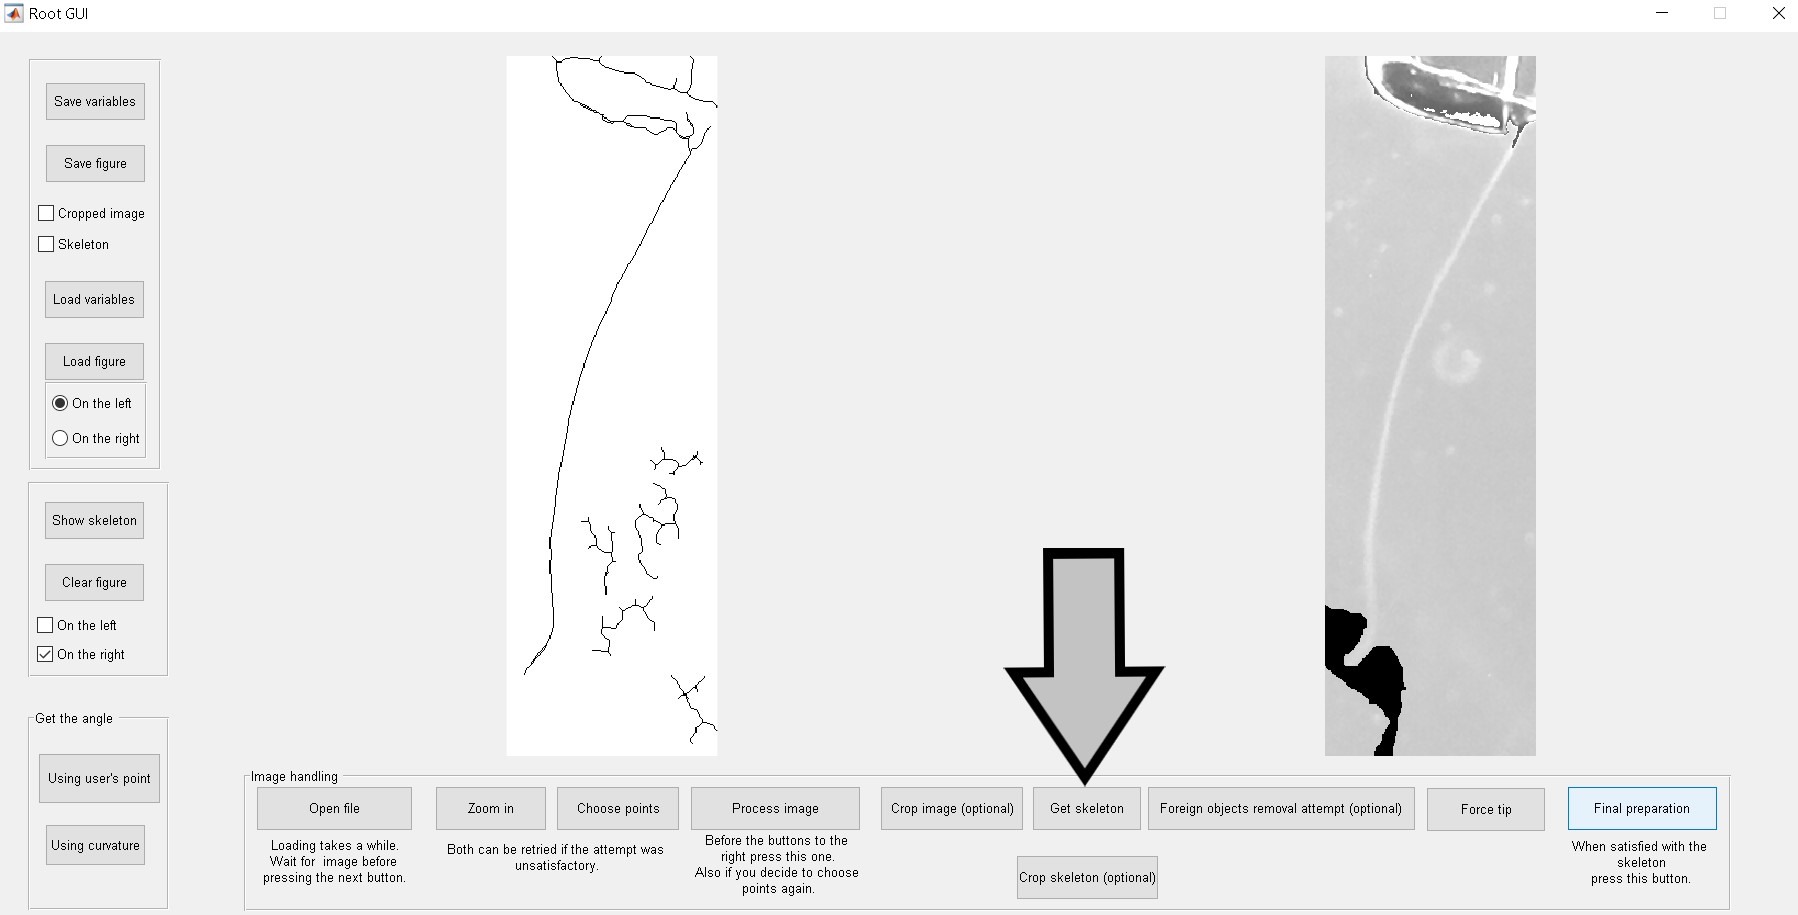 Root GUI
Save variables
Save figure
Cropped image
Skeleton
Load variables
Load figure
On the left
On the right
Show skeleton
Clear figure
On the left
On the right
Get the angle
Using user's point
Using curvature
Image handling
Open file
Loading takes a while.
Wait for  image before
pressing the next button.
Zoom in
Choose points
Both can be retried if the attempt was
unsatisfactory.
Process image
Before the buttons to the
right press this one.
Also if you decide to choose
points again.
Crop image (optional)
Get skeleton
Crop skeleton (optional)
Foreign objects removal attempt (optional)
Force tip
Final preparation
When satisfied with the
skeleton
press this button.